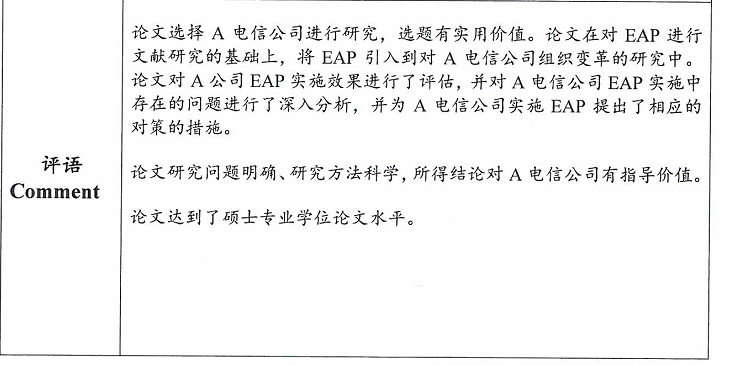 论文选择 A 电信公司进行研究，选题有实用价值。论文在对 EAP 进行
文献研究的基础上，将 EAP 引入到对 A 电信公司组织变革的研究中。
论文对 A 公司 EAP 实施效果进行了评估，并对 A 电信公司 EAP 实施中
存在的问题进行了深入分析，并为 A 电信公司实施 EAP 提出了相应的
对策的措施。
评语
Comment
论文研究问题明确、研究方法科学，所得结论对 A 电信公司有指导价值。
论文达到了硕士专业学位论文水平。